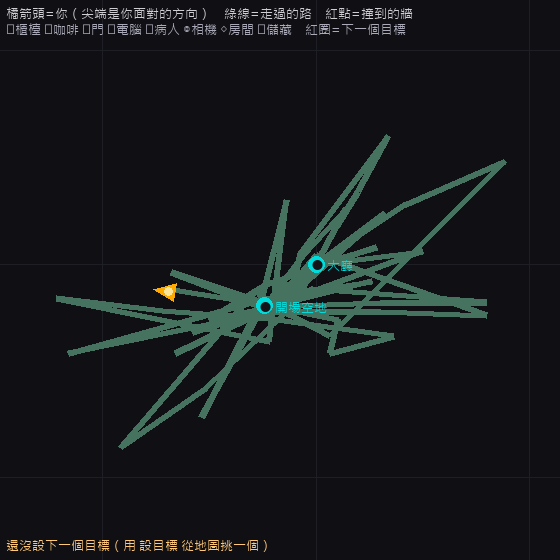 橘箭頭=你（尖端是你面對的方向） 綠線=走過的路 紅點=撞到的牆
▯櫃檯 ▯咖啡 ▯門 ▯電腦 ▯病人 ◎相機 ◇房間 ▯儲藏 紅圈=下一個目標
大廳
開場空地
還沒設下一個目標（用 設目標 從地圖挑一個）